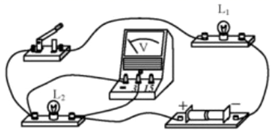 L₁
V
- 3 15
L₂
+ -